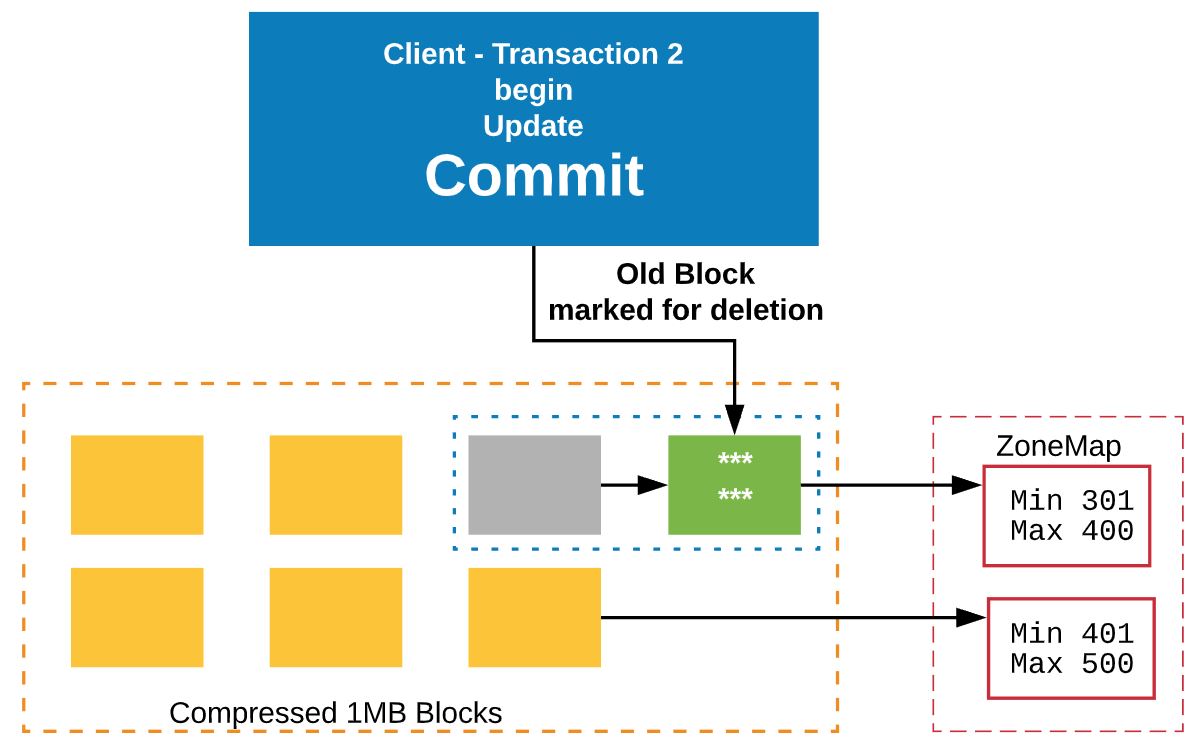 Client - Transaction 2
begin
Update
Commit
Old Block
marked for deletion
***
***
ZoneMap
Min 301
Max 400
Min 401
Max 500
Compressed 1MB Blocks